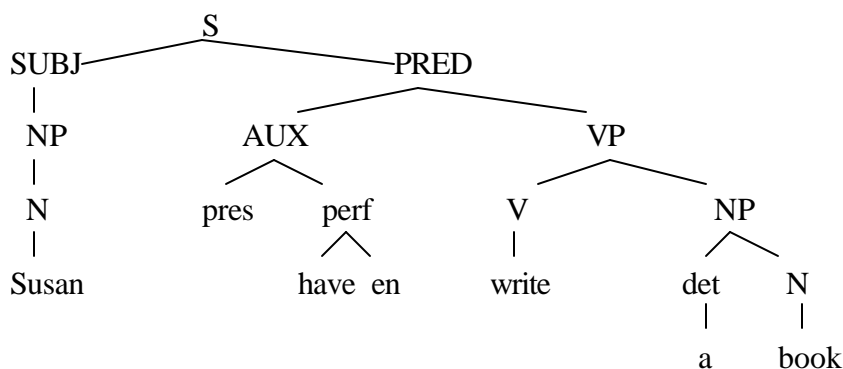 S
SUBJ PRED
NP AUX VP
N pres perf V NP
Susan have en write det N
a book